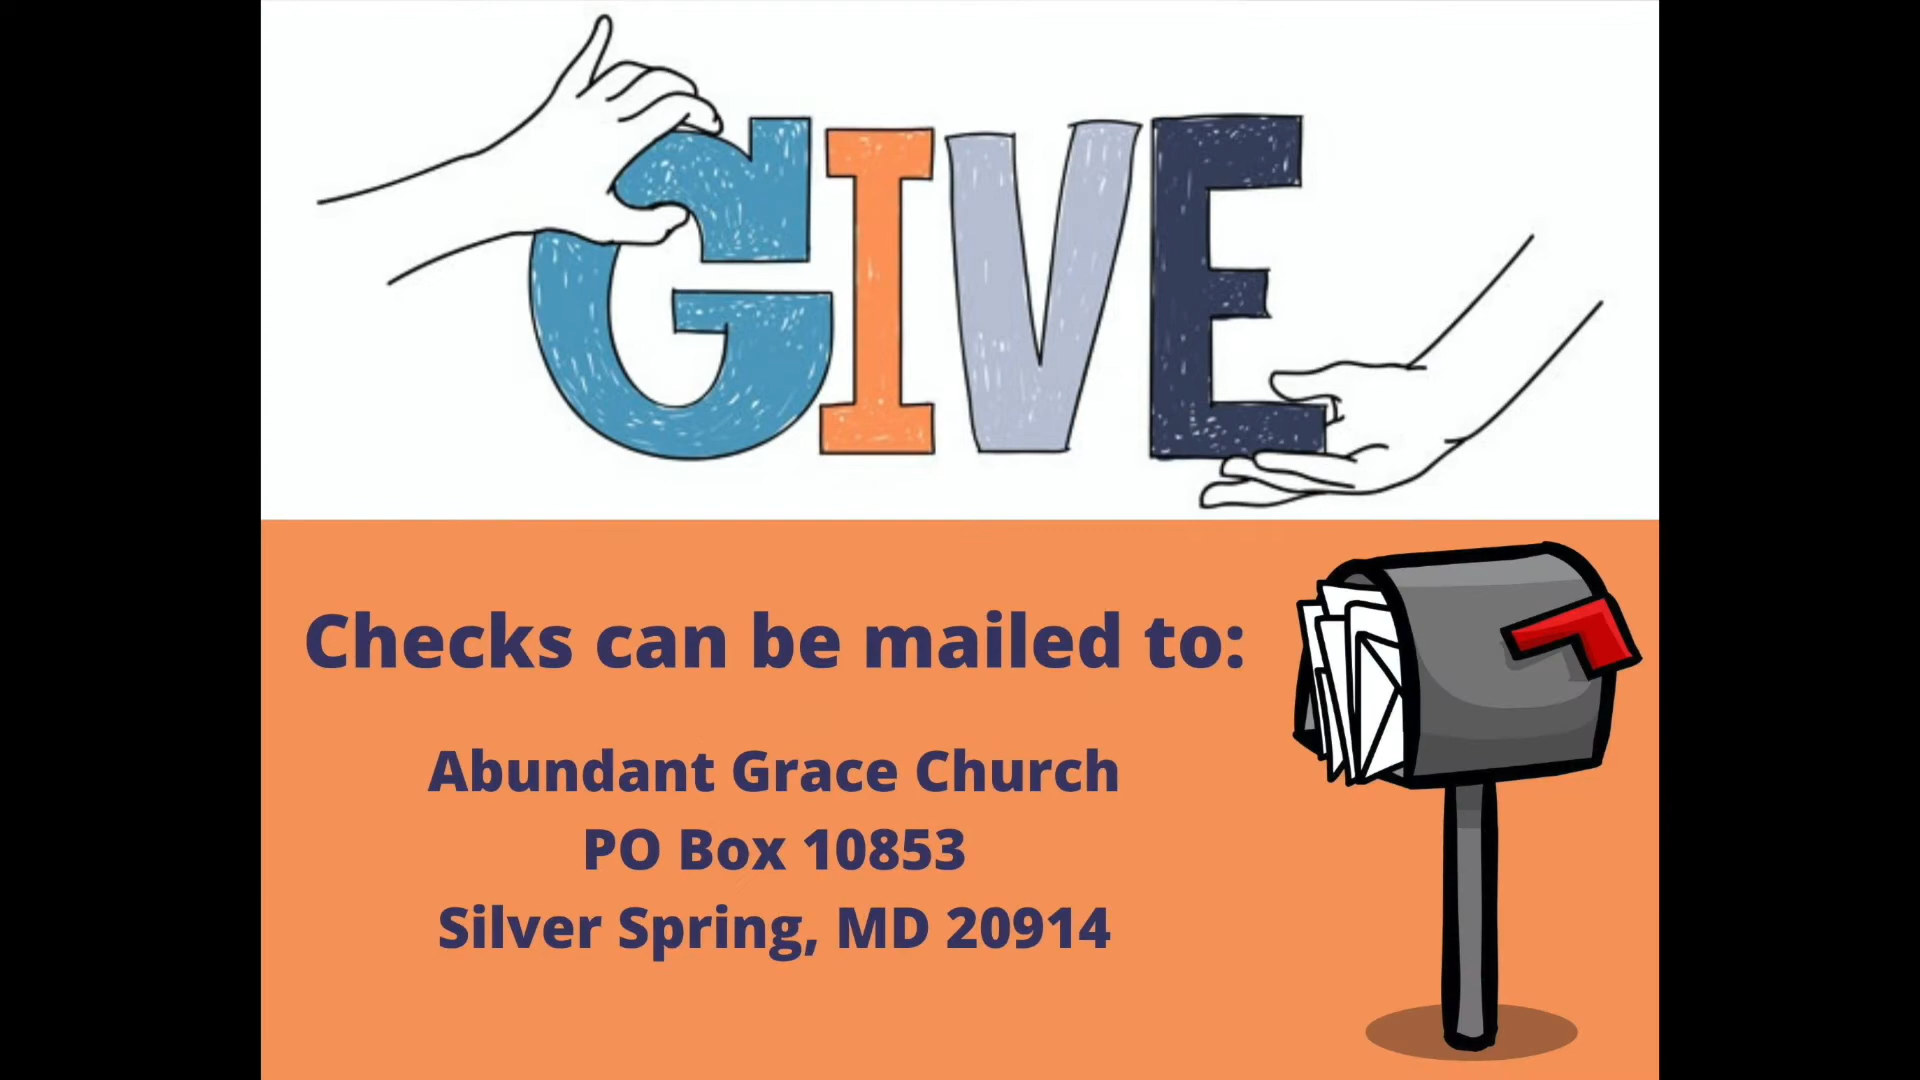 GIVE
Checks can be mailed to:
Abundant Grace Church
PO Box 10853
Silver Spring, MD 20914